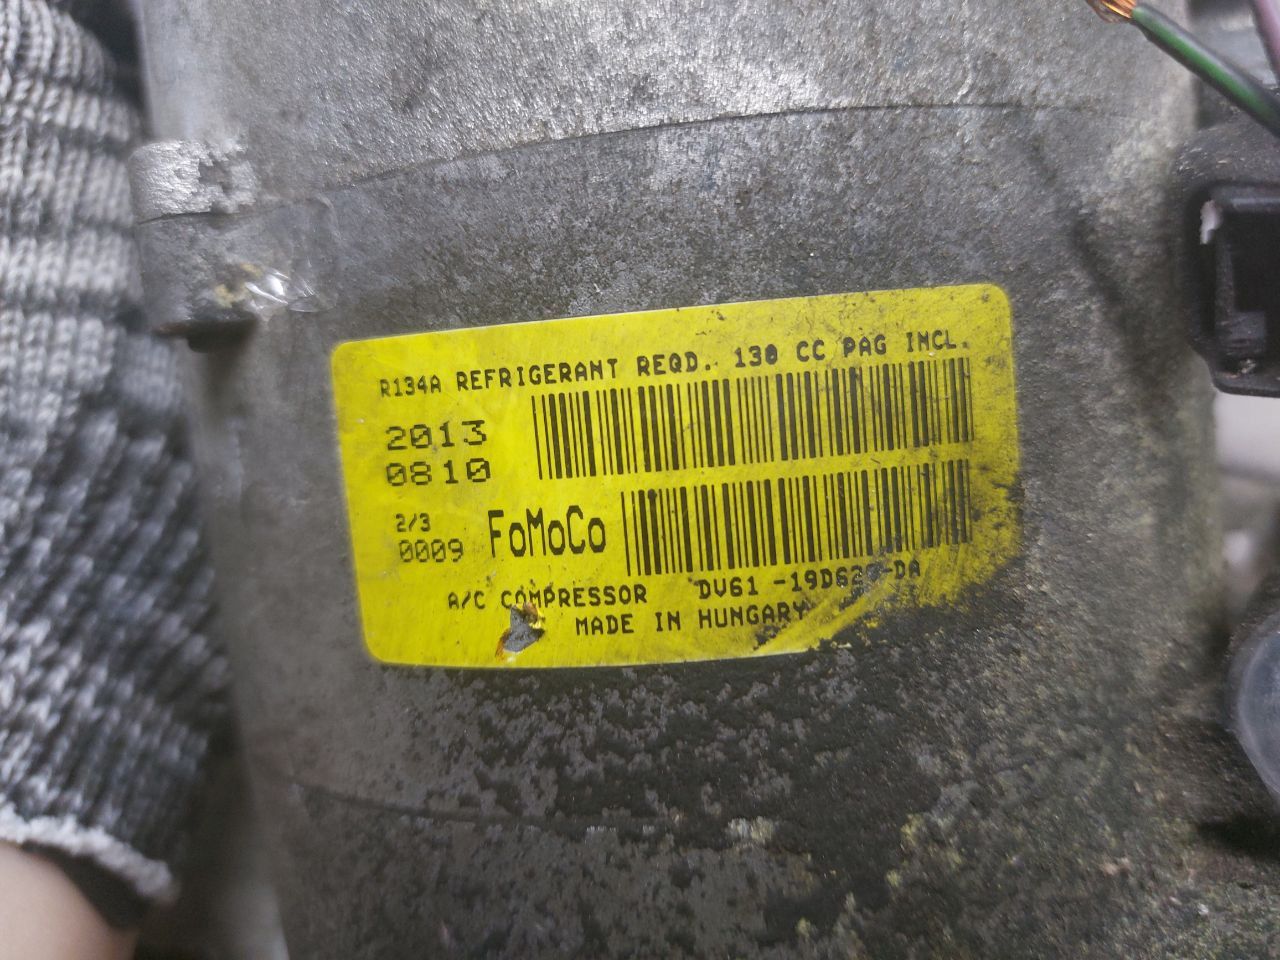 R134A REFRIGERANT REQD. 130 CC PAG INCL.
2013
0810
2/3
0009
FoMoCo
A/C COMPRESSOR
MADE IN HUNGARY